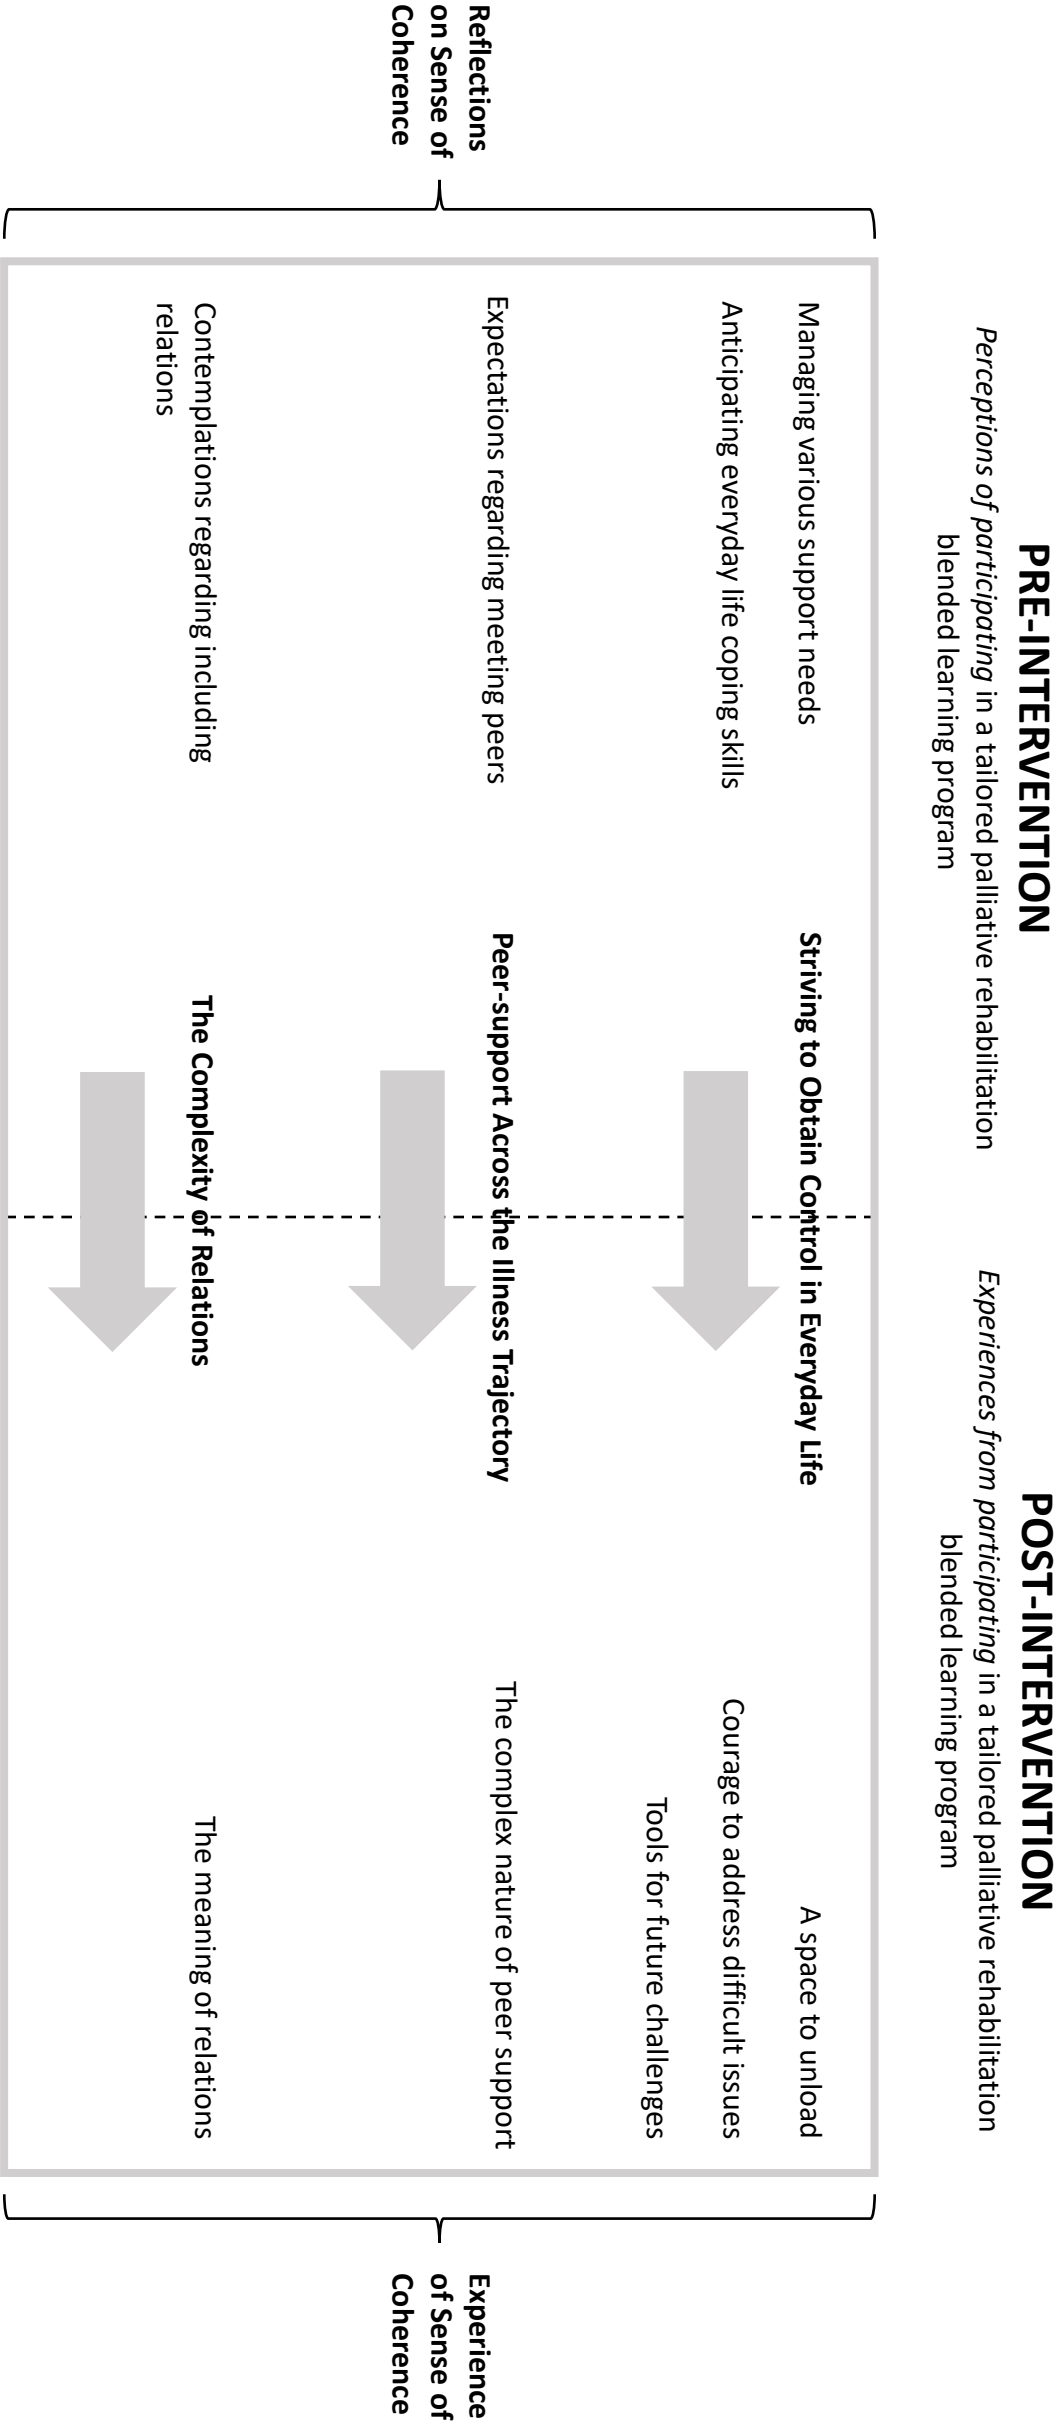 PRE-INTERVENTION
Perceptions of participating in a tailored palliative rehabilitation
blended learning program
POST-INTERVENTION
Experiences from participating in a tailored palliative rehabilitation
blended learning program
Reflections
on Sense of
Coherence
Managing various support needs
Anticipating everyday life coping skills
Striving to Obtain Control in Everyday Life
A space to unload
Courage to address difficult issues
Tools for future challenges
Expectations regarding meeting peers
Peer-support Across the Illness Trajectory
The complex nature of peer support
Contemplations regarding including
relations
The Complexity of Relations
The meaning of relations
Experience
of Sense of
Coherence